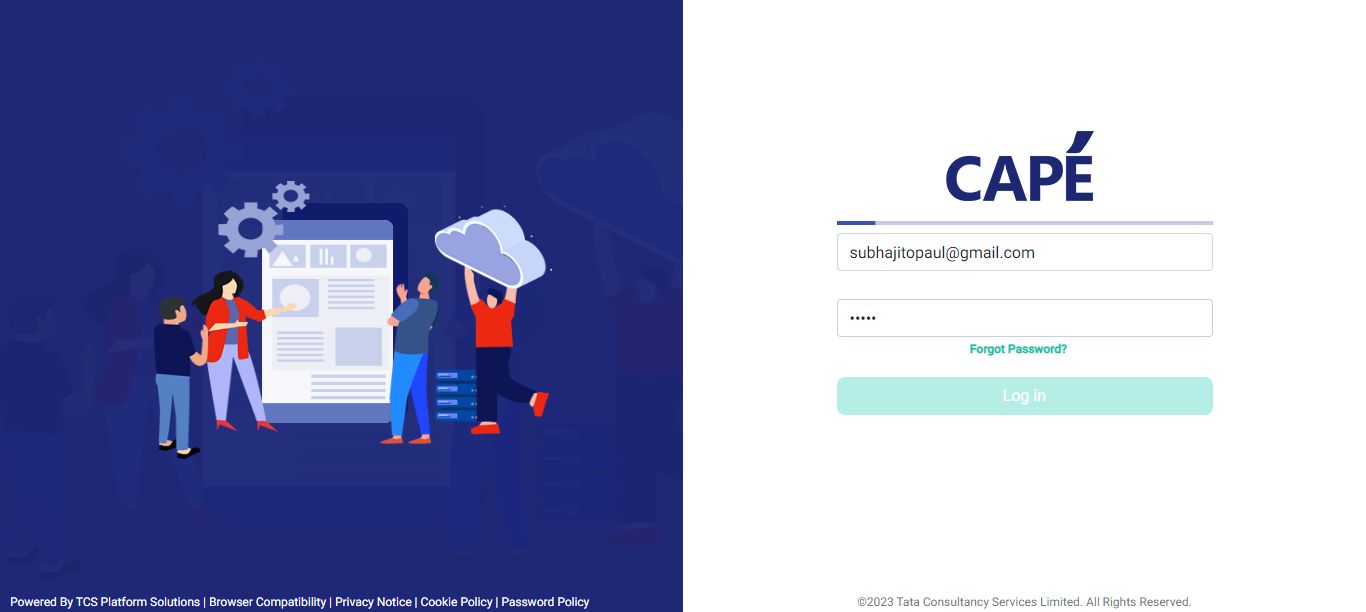 CAPÉ
subhajitopaul@gmail.com
•••••
Forgot Password?
Log in
Powered By TCS Platform Solutions | Browser Compatibility | Privacy Notice | Cookie Policy | Password Policy
©2023 Tata Consultancy Services Limited. All Rights Reserved.